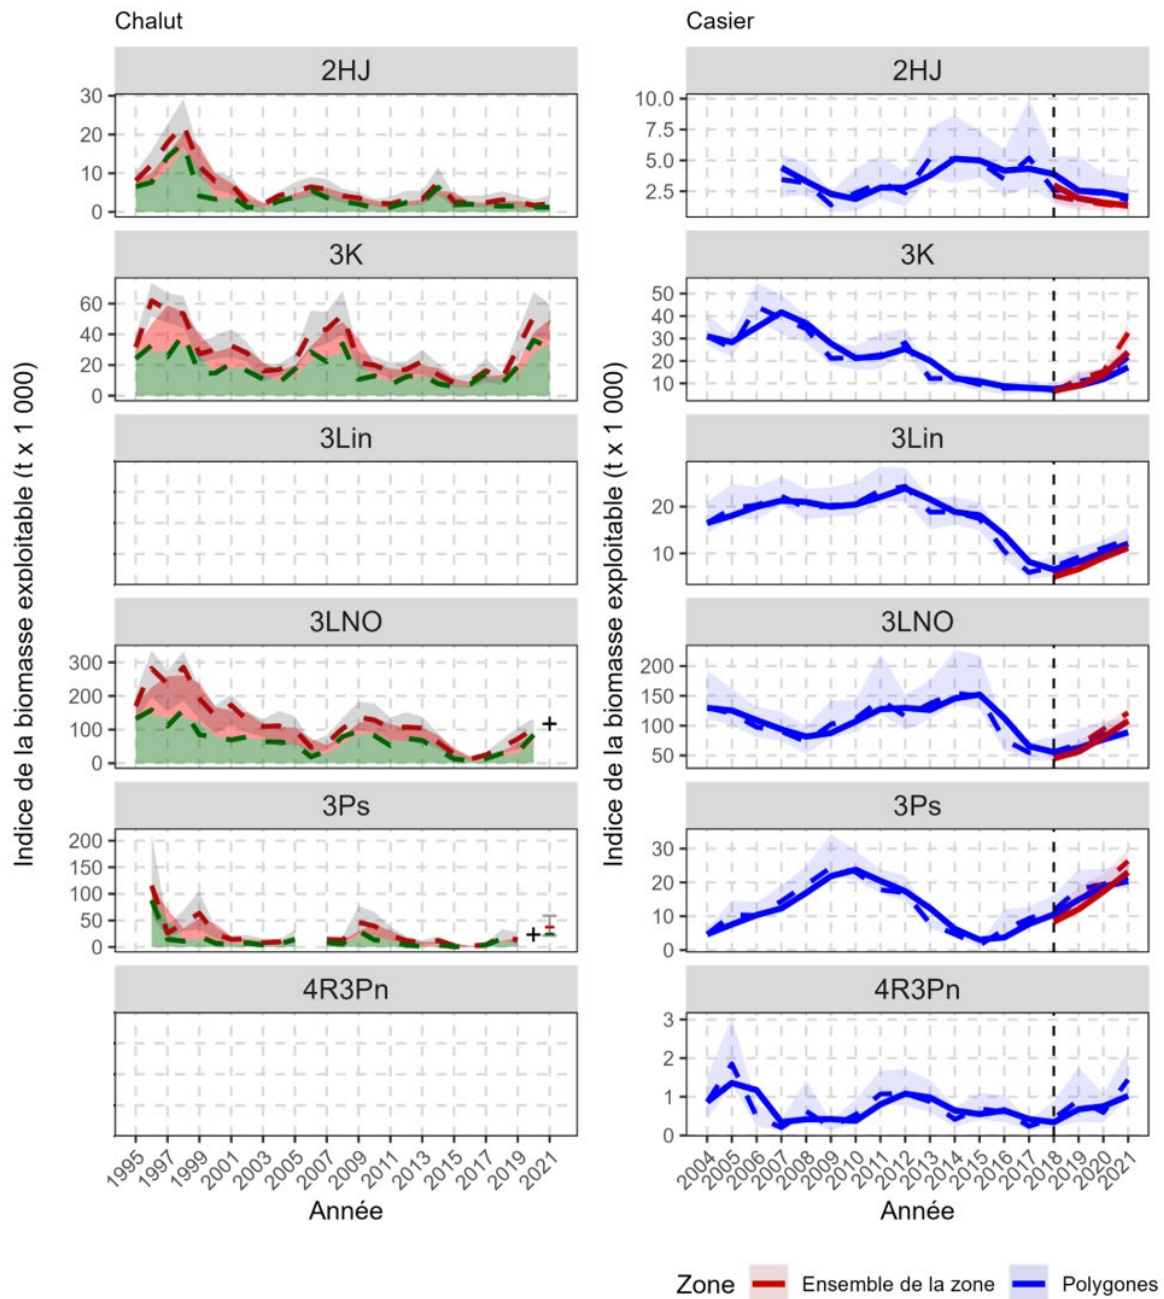 Chalut
Casier
Indice de la biomasse exploitable (t x 1 000)
2HJ
30
20
10
0
3K
60
40
20
0
3Lin
3LNO
300
200
100
0
3Ps
200
150
100
50
0
4R3Pn
1995 1997 1999 2001 2003 2005 2007 2009 2011 2013 2015 2017 2019 2021
Année
Indice de la biomasse exploitable (t x 1 000)
2HJ
10.0
7.5
5.0
2.5
3K
50
40
30
20
10
3Lin
20
10
3LNO
200
150
100
50
3Ps
30
20
10
0
4R3Pn
3
2
1
0
2004 2005 2006 2007 2008 2009 2010 2011 2012 2013 2014 2015 2016 2017 2018 2019 2020 2021
Année
Zone Ensemble de la zone Polygones